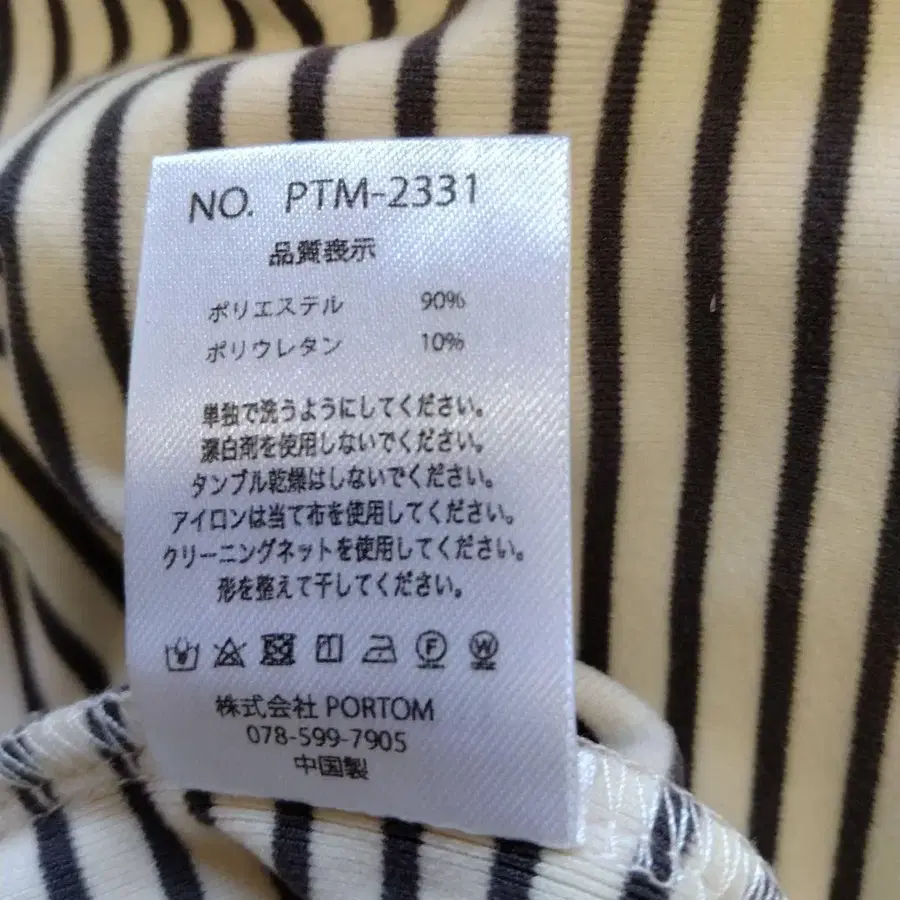 NO. PTM-2331
品質表示
ポリエステル 90%
ポリウレタン 10%
単独で洗うようにしてください。
漂白剤を使用しないでください。
タンブル乾燥はしないでください。
アイロンは当て布を使用してください。
クリーニングネットを使用してください。
形を整えて干してください。
F W
株式会社 PORTOM
078-599-7905
中国製